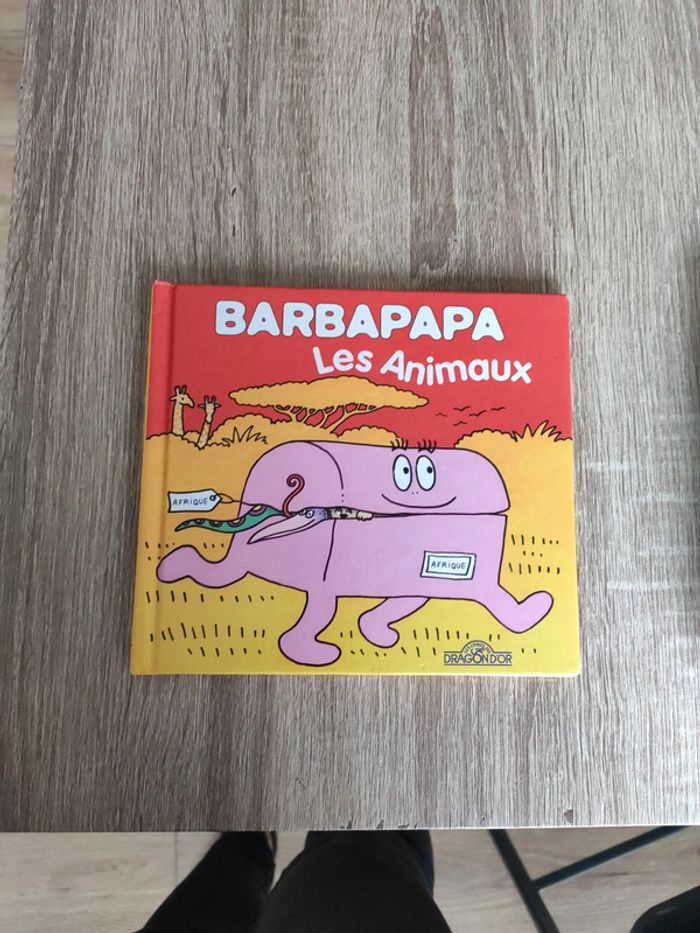 BARBAPAPA
Les Animaux
AFRIQUE
AFRIQUE
DRAGON D'OR